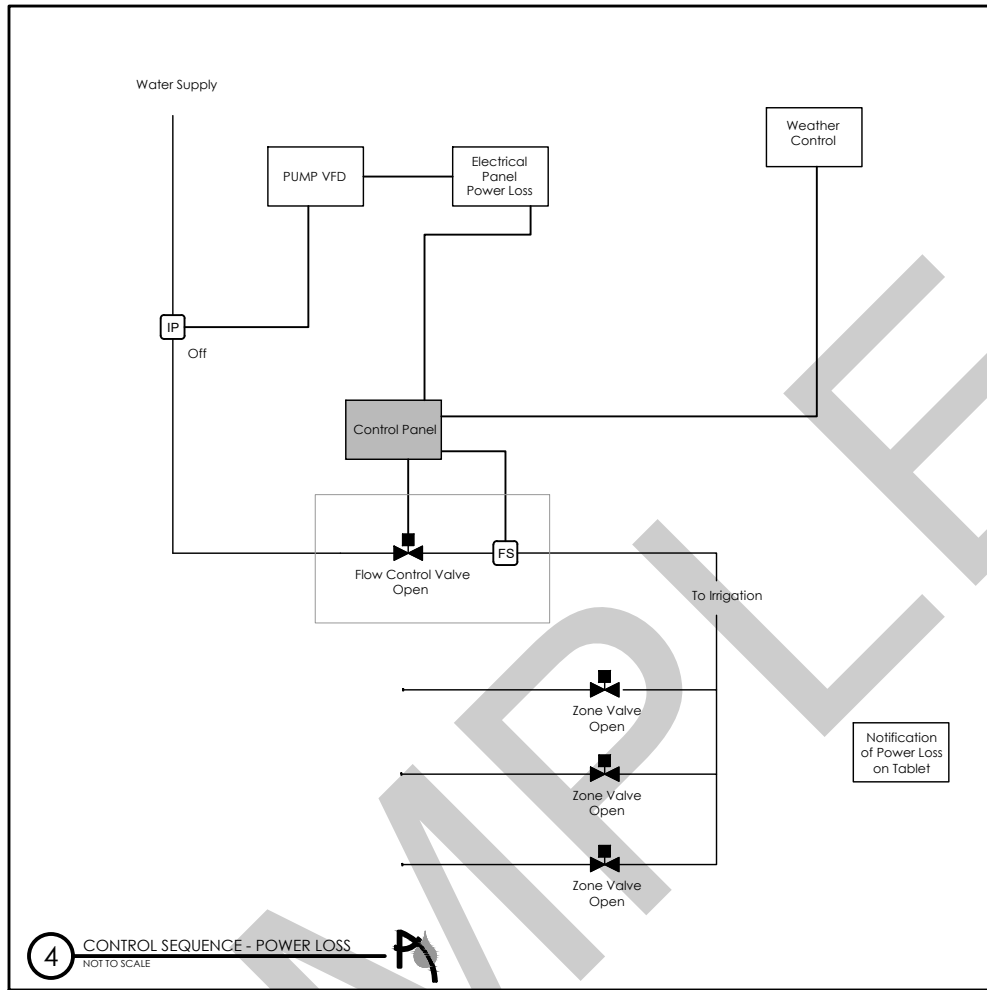 Water Supply
Weather
Control
PUMP VFD
Electrical
Panel
Power Loss
IP
Off
Control Panel
FS
Flow Control Valve
Open
To Irrigation
Zone Valve
Open
Notification
of Power Loss
on Tablet
Zone Valve
Open
Zone Valve
Open
4
CONTROL SEQUENCE - POWER LOSS
NOT TO SCALE
MPLE